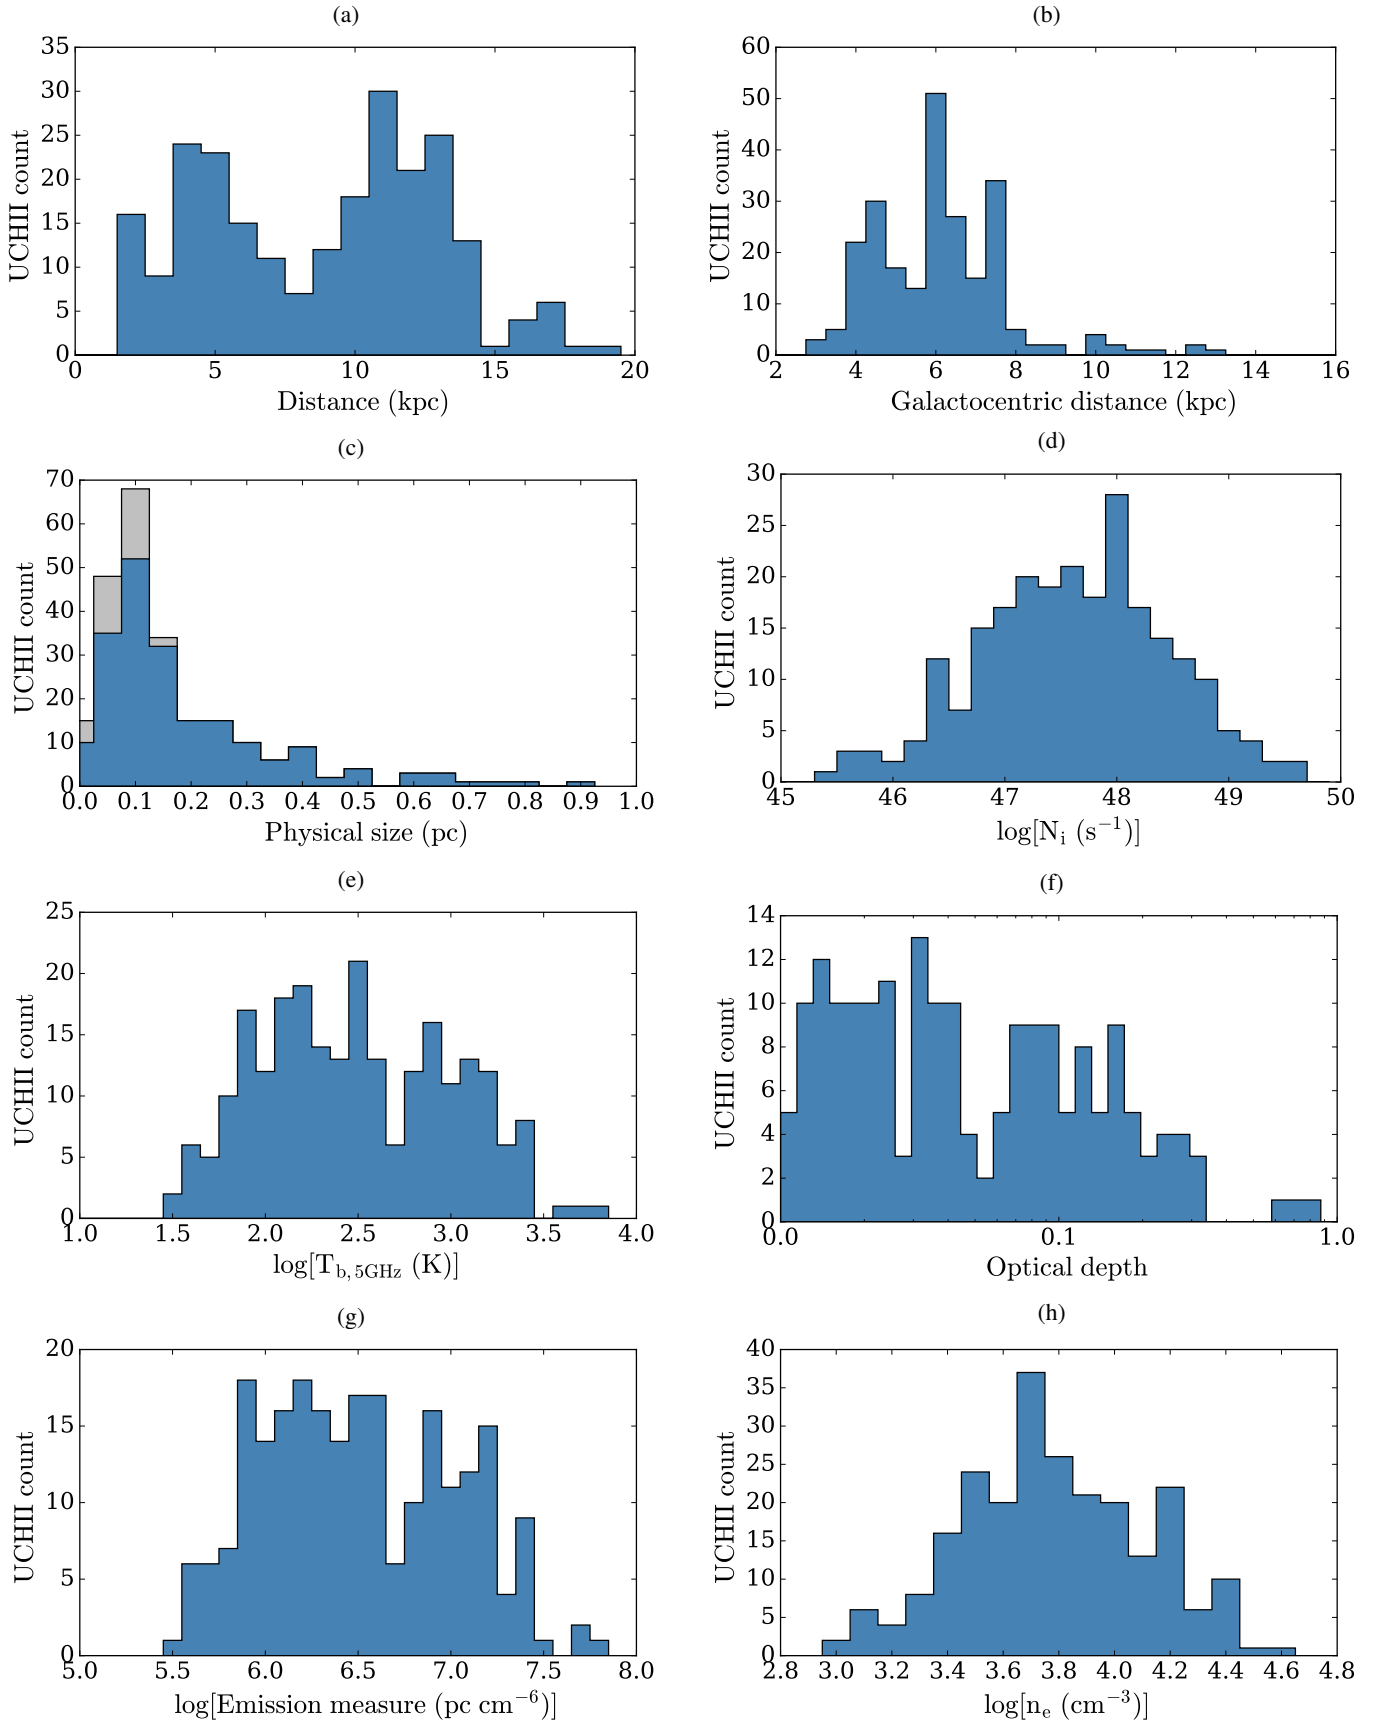 (a)
35
30
25
20
15
10
5
0
0 5 10 15 20
UCHII count
Distance (kpc)
(b)
60
50
40
30
20
10
0
2 4 6 8 10 12 14 16
UCHII count
Galactocentric distance (kpc)
(c)
70
60
50
40
30
20
10
0
0.0 0.1 0.2 0.3 0.4 0.5 0.6 0.7 0.8 0.9 1.0
UCHII count
Physical size (pc)
(d)
30
25
20
15
10
5
0
45 46 47 48 49 50
UCHII count
log[N_i (s⁻¹)]
(e)
25
20
15
10
5
0
1.0 1.5 2.0 2.5 3.0 3.5 4.0
UCHII count
log[T_b, 5GHz (K)]
(f)
14
12
10
8
6
4
2
0
0.0 0.1 1.0
UCHII count
Optical depth
(g)
20
15
10
5
0
5.0 5.5 6.0 6.5 7.0 7.5 8.0
UCHII count
log[Emission measure (pc cm⁻⁶)]
(h)
40
35
30
25
20
15
10
5
0
2.8 3.0 3.2 3.4 3.6 3.8 4.0 4.2 4.4 4.6 4.8
UCHII count
log[n_e (cm⁻³)]